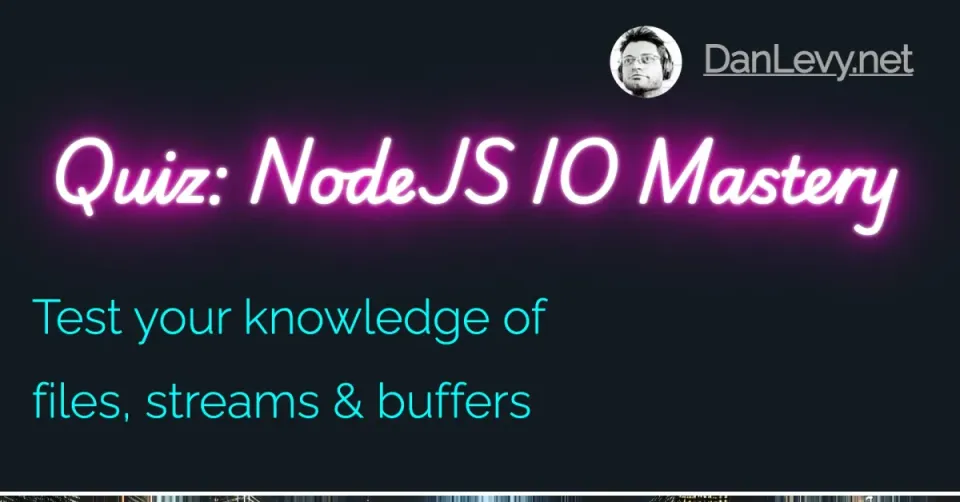 DanLevy.net
Quiz: NodeJS IO Mastery
Test your knowledge of
files, streams & buffers